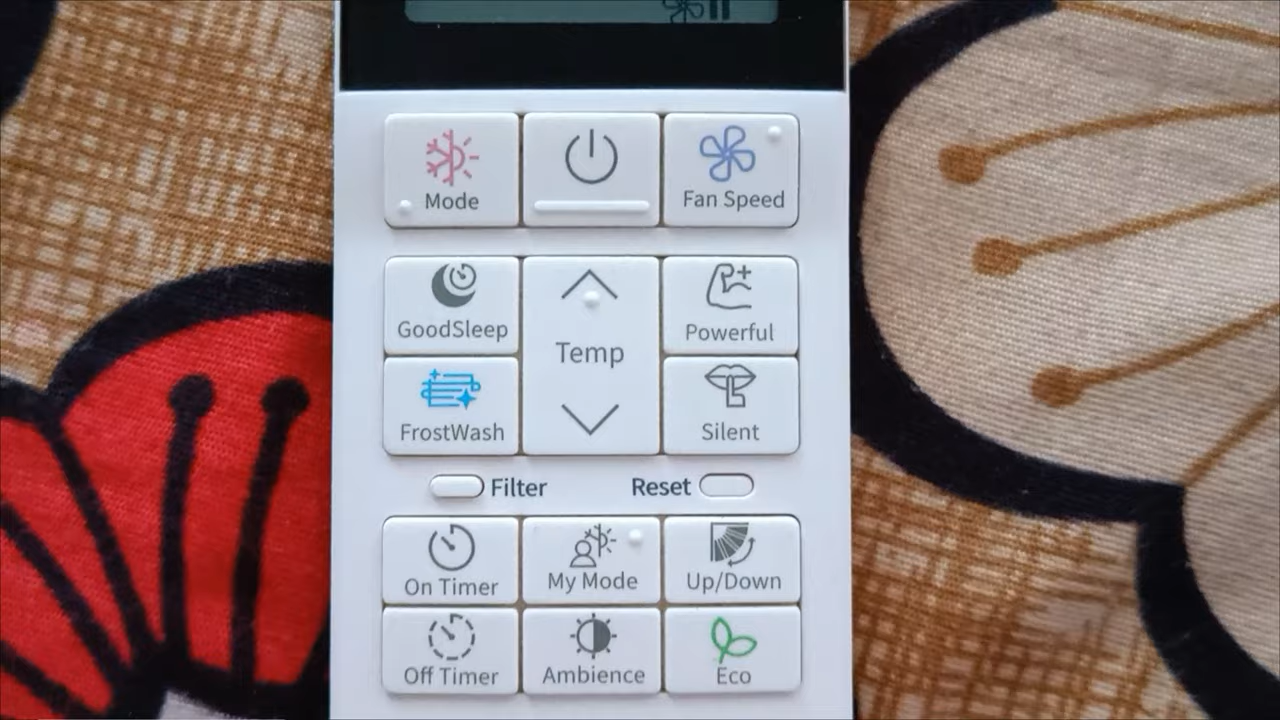 Mode
Fan Speed
GoodSleep
Temp
Powerful
FrostWash
Silent
Filter
Reset
On Timer
My Mode
Up/Down
Off Timer
Ambience
Eco